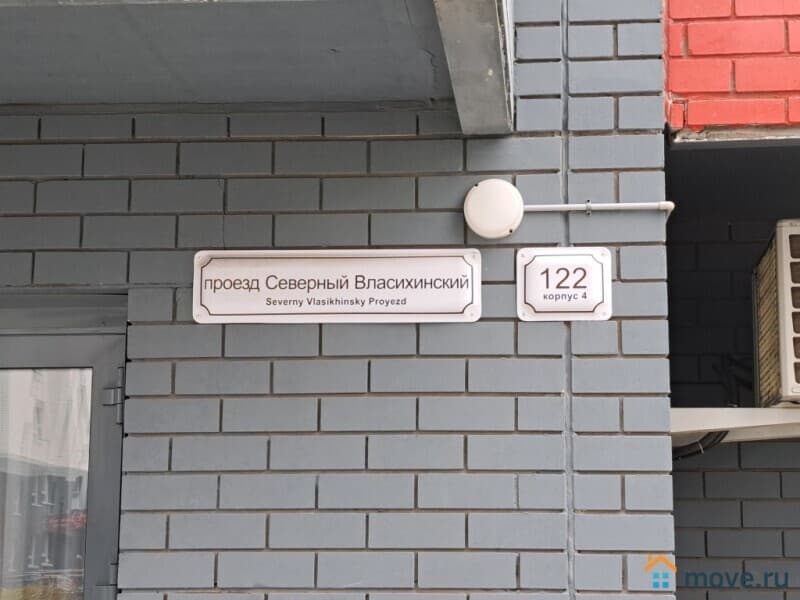 проезд Северный Власихинский
Severny Vlasikhinsky Proyezd
122
корпус 4
move.ru